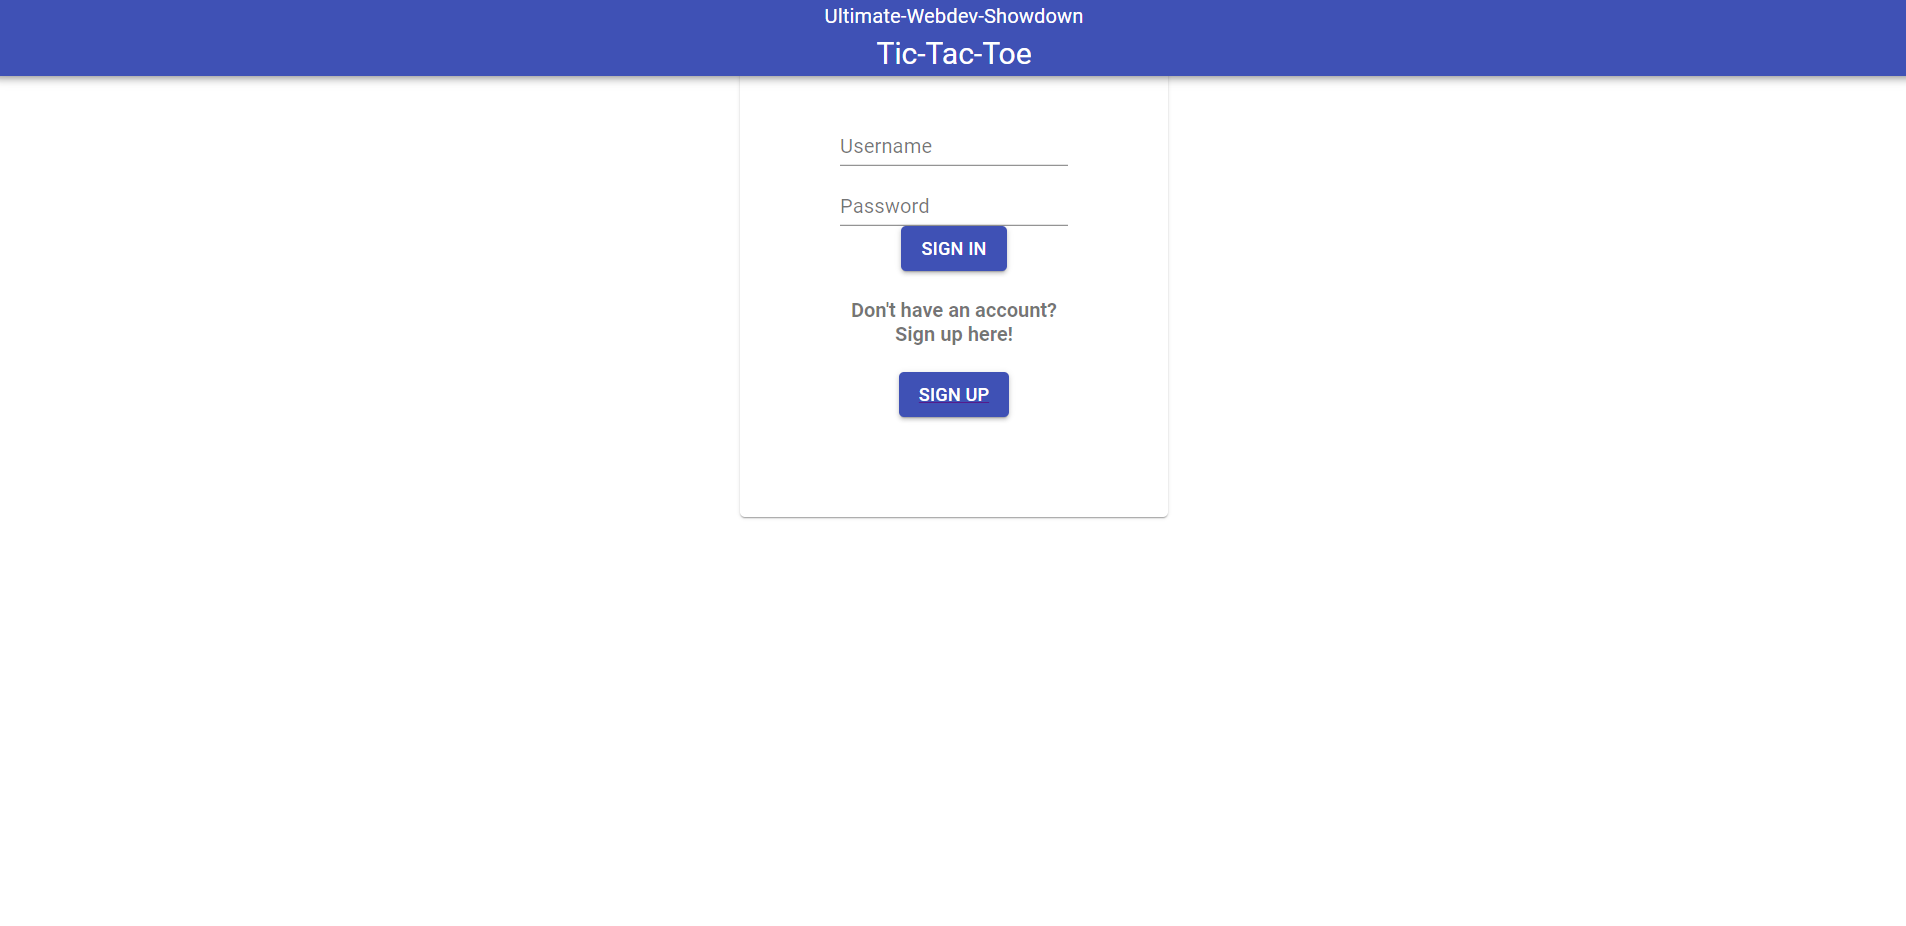 Ultimate-Webdev-Showdown
Tic-Tac-Toe
Username
Password
SIGN IN
Don't have an account?
Sign up here!
SIGN UP